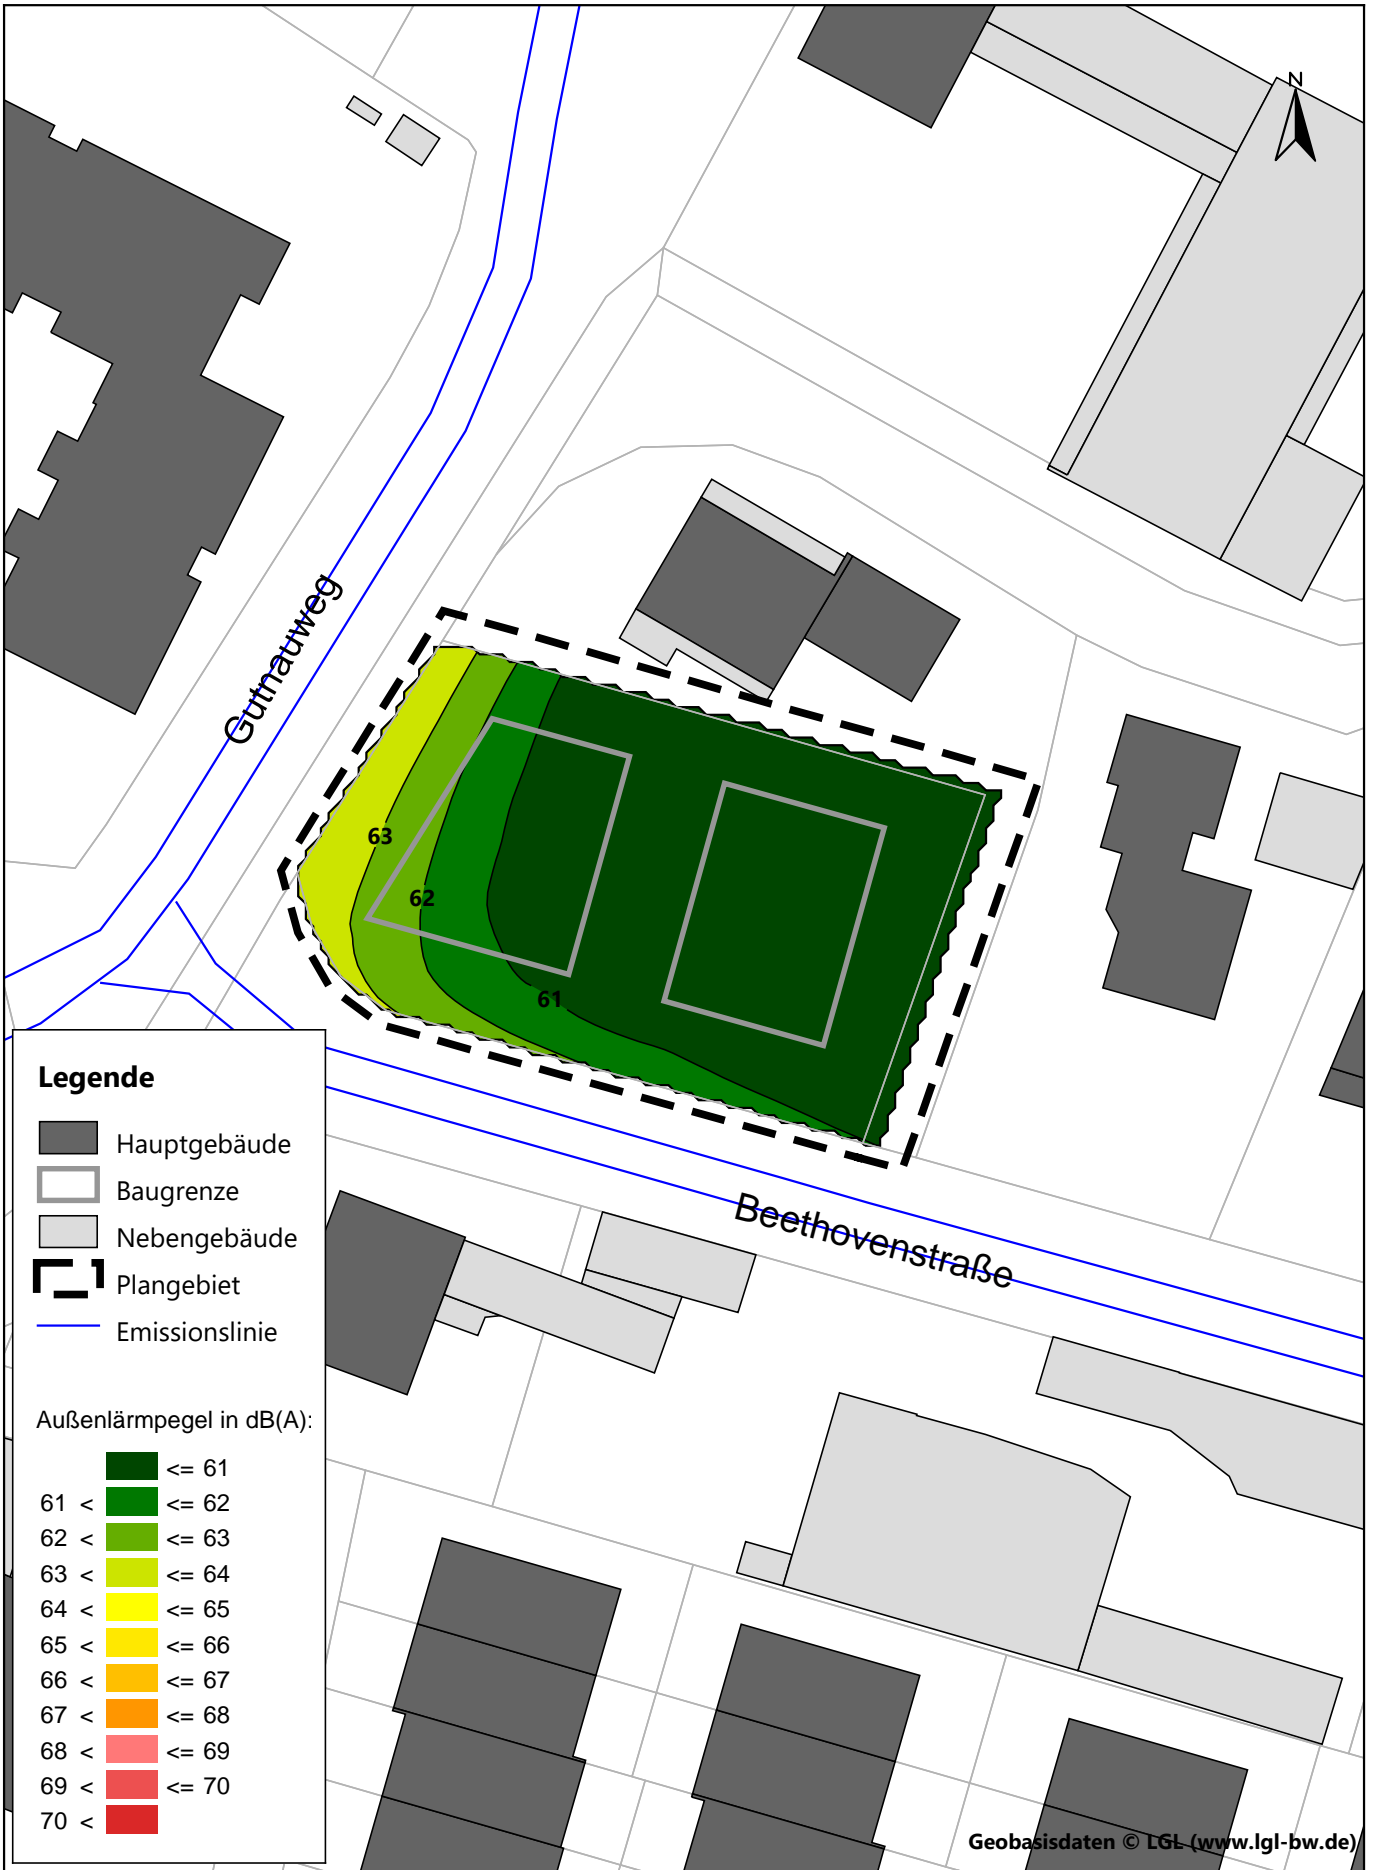 N
Gutnauweg
63
62
61
Beethovenstraße
Legende
Hauptgebäude
Baugrenze
Nebengebäude
Plangebiet
Emissionslinie
Außenlärmpegel in dB(A):
<= 61
61 < <= 62
62 < <= 63
63 < <= 64
64 < <= 65
65 < <= 66
66 < <= 67
67 < <= 68
68 < <= 69
69 < <= 70
70 <
Geobasisdaten © LGL (www.lgl-bw.de)